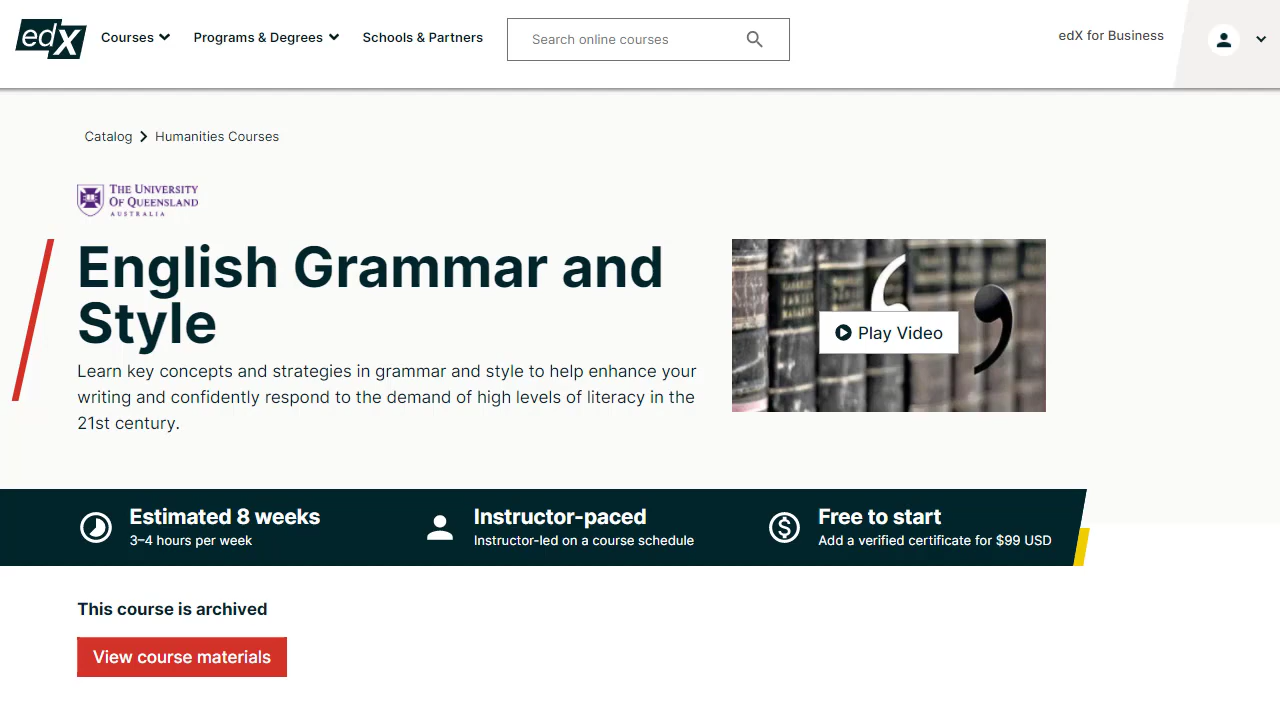 edX
Courses
Programs & Degrees
Schools & Partners
Search online courses
edX for Business
Catalog
Humanities Courses
THE UNIVERSITY
OF QUEENSLAND
AUSTRALIA
English Grammar and
Style
Learn key concepts and strategies in grammar and style to help enhance your
writing and confidently respond to the demand of high levels of literacy in the
21st century.
Play Video
Estimated 8 weeks
3–4 hours per week
Instructor-paced
Instructor-led on a course schedule
Free to start
Add a verified certificate for $99 USD
This course is archived
View course materials